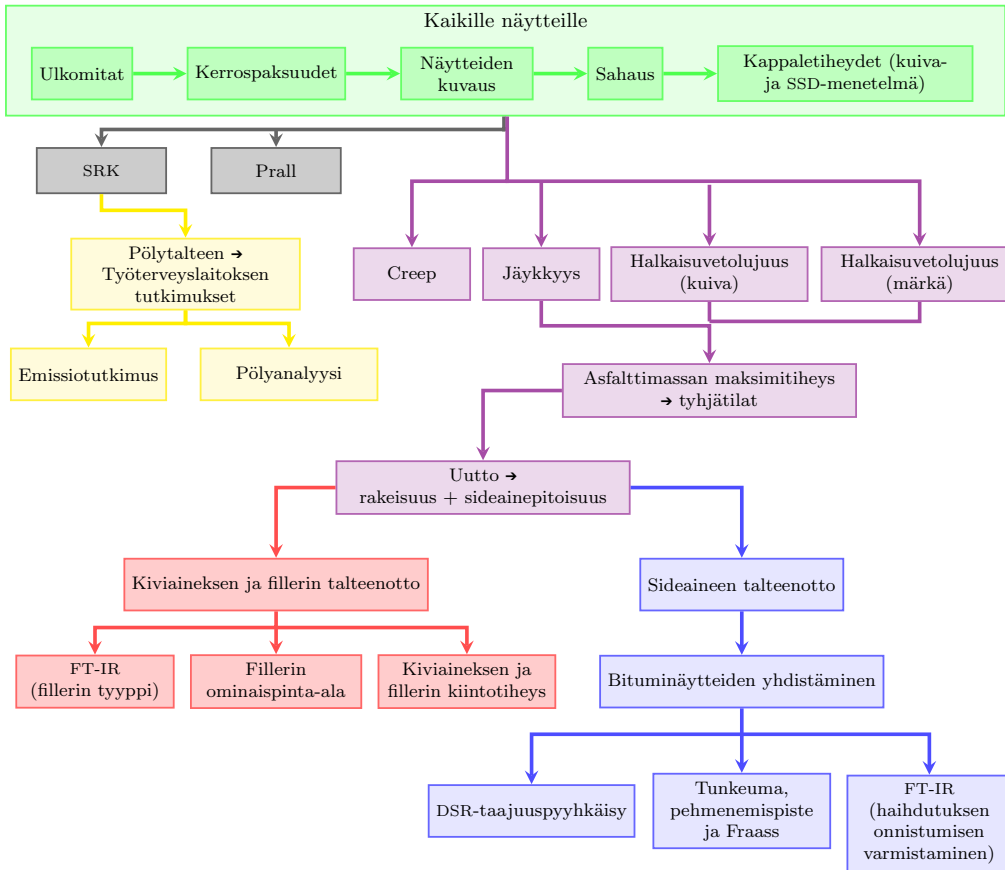 Kaikille näytteille
Ulkomitat
Kerrospaksuudet
Näytteiden
kuvaus
Sahaus
Kappaletiheydet (kuiva-
ja SSD-menetelmä)
SRK
Prall
Pölytalteen ➔
Työterveyslaitoksen
tutkimukset
Creep
Jäykkyys
Halkaisuvetolujuus
(kuiva)
Halkaisuvetolujuus
(märkä)
Emissiotutkimus
Pölyanalyysi
Asfalttimassan maksimitiheys
➔ tyhjätilat
Uutto ➔
rakeisuus + sideainepitoisuus
Kiviaineksen ja fillerin talteenotto
Sideaineen talteenotto
FT-IR
(fillerin tyyppi)
Fillerin
ominaispinta-ala
Kiviaineksen ja
fillerin kiintotiheys
Bituminäytteiden yhdistäminen
DSR-taajuuspyyhkäisy
Tunkeuma,
pehmenemispiste
ja Fraass
FT-IR
(haihdutuksen
onnistumisen
varmistaminen)